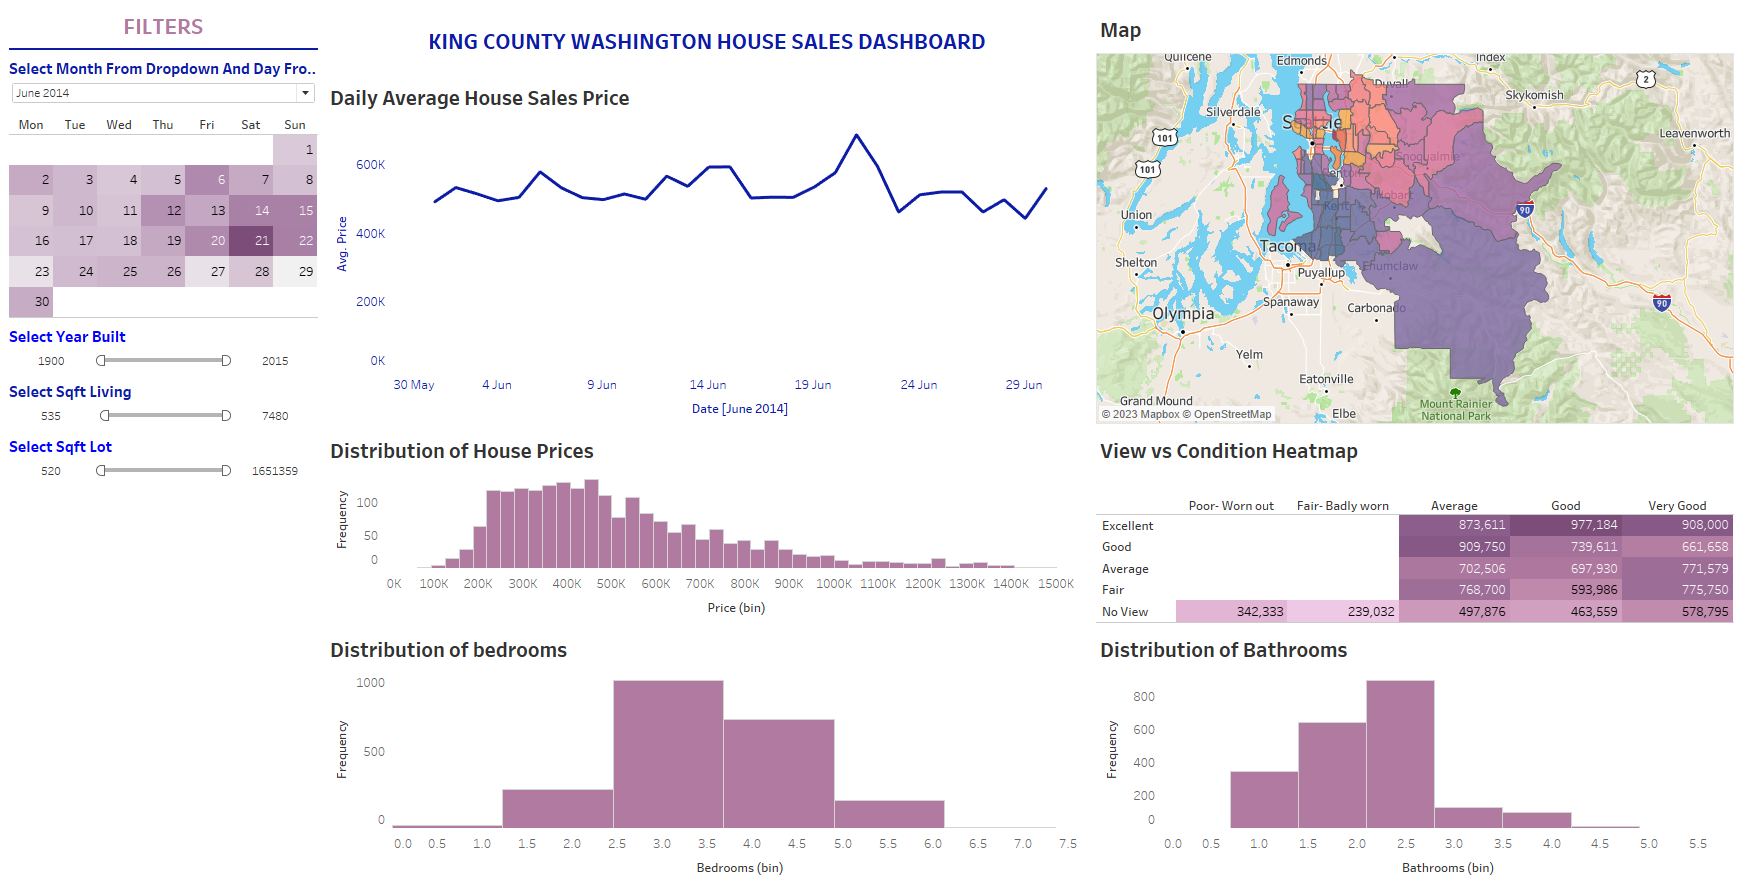 FILTERS
Select Month From Dropdown And Day Fro..
June 2014
Mon Tue Wed Thu Fri Sat Sun
1
2 3 4 5 6 7 8
9 10 11 12 13 14 15
16 17 18 19 20 21 22
23 24 25 26 27 28 29
30
Select Year Built
1900 2015
Select Sqft Living
535 7480
Select Sqft Lot
520 1651359
KING COUNTY WASHINGTON HOUSE SALES DASHBOARD
Daily Average House Sales Price
Avg. Price
600K
400K
200K
0K
30 May 4 Jun 9 Jun 14 Jun 19 Jun 24 Jun 29 Jun
Date [June 2014]
Map
Quilcene
Edmonds
Index
Duvall
2
Skykomish
Silverdale
Seattle
Leavenworth
101
101
Snoqualmie
Renton
Hobart
Kent
Union
90
Tacoma
Shelton
Enumclaw
Puyallup
Spanaway
Carbonado
90
Olympia
Yelm
Eatonville
Mount Rainier
National Park
Grand Mound
Elbe
© 2023 Mapbox © OpenStreetMap
Distribution of House Prices
Frequency
100
50
0
0K 100K 200K 300K 400K 500K 600K 700K 800K 900K 1000K 1100K 1200K 1300K 1400K 1500K
Price (bin)
View vs Condition Heatmap
Poor- Worn out Fair- Badly worn Average Good Very Good
Excellent 873,611 977,184 908,000
Good 909,750 739,611 661,658
Average 702,506 697,930 771,579
Fair 768,700 593,986 775,750
No View 342,333 239,032 497,876 463,559 578,795
Distribution of bedrooms
Frequency
1000
500
0
0.0 0.5 1.0 1.5 2.0 2.5 3.0 3.5 4.0 4.5 5.0 5.5 6.0 6.5 7.0 7.5
Bedrooms (bin)
Distribution of Bathrooms
Frequency
800
600
400
200
0
0.0 0.5 1.0 1.5 2.0 2.5 3.0 3.5 4.0 4.5 5.0 5.5
Bathrooms (bin)